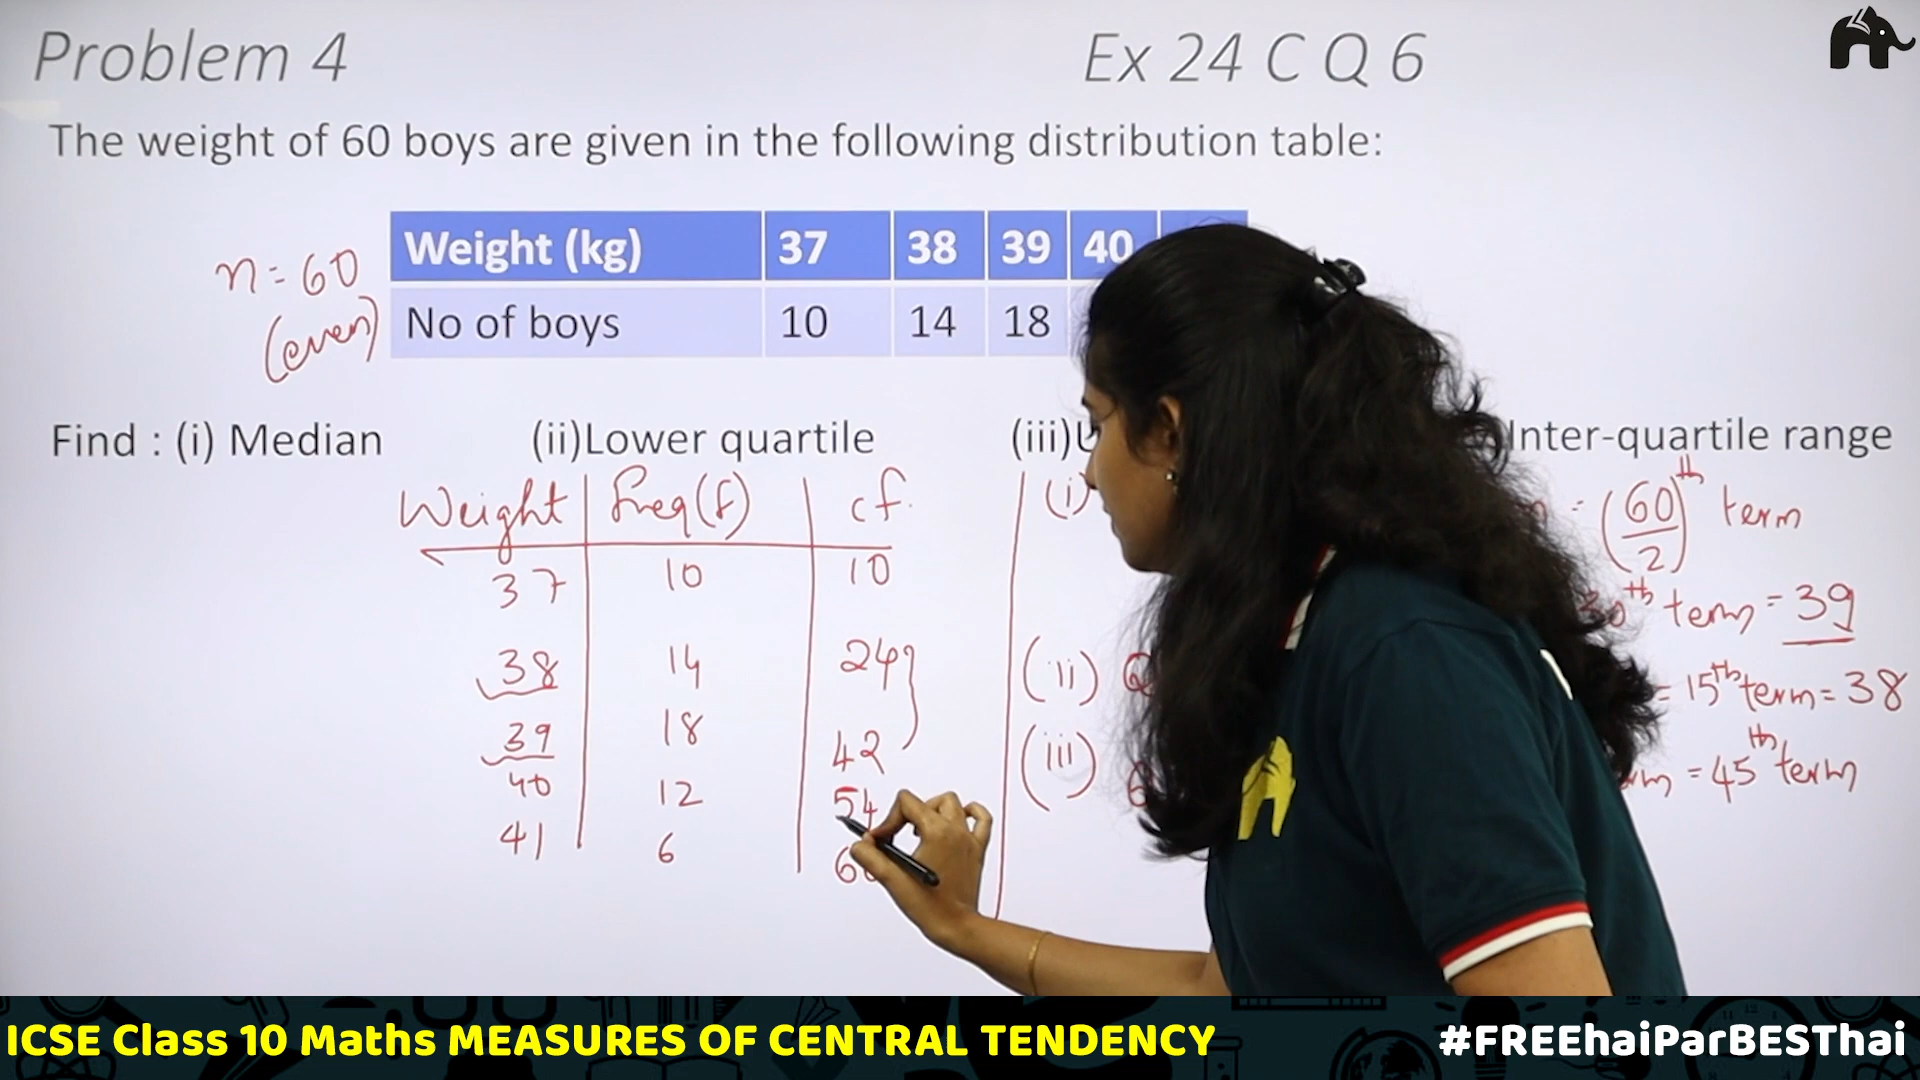 Problem 4 Ex 24 C Q 6
The weight of 60 boys are given in the following distribution table:
n = 60
(even)
Weight (kg) 37 38 39 40
No of boys 10 14 18
Find : (i) Median (ii)Lower quartile (iii) Inter-quartile range
Weight freq(f) cf.
37 10 10
38 14 24
39 18 42
40 12 54
41 6
(i) = (60/2)th term
30th term = 39
(ii) Q = 15th term = 38
(iii) = 45th term
ICSE Class 10 Maths MEASURES OF CENTRAL TENDENCY #FREEhaiParBESThai